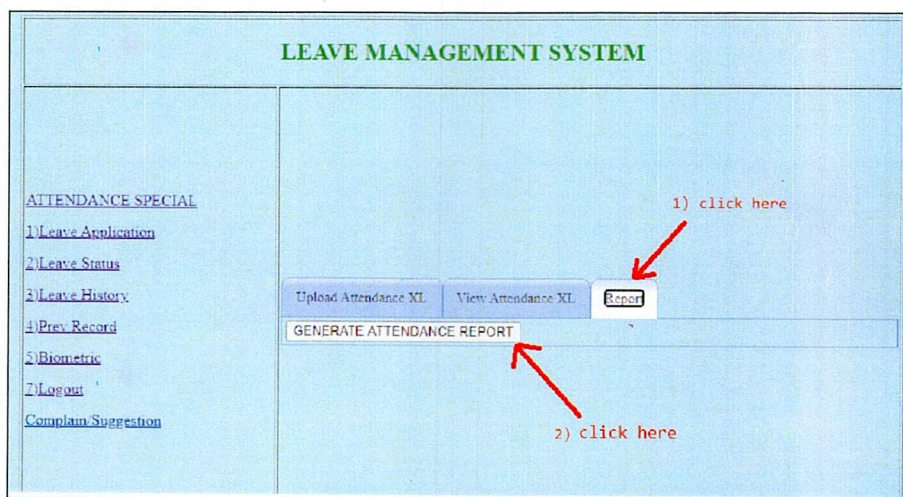 LEAVE MANAGEMENT SYSTEM
ATTENDANCE SPECIAL
1)Leave Application
2)Leave Status
3)Leave History
4)Prev Record
5)Biometric
7)Logout
Complain/Suggestion
1) click here
Upload Attendance XL
View Attendance XL
Report
GENERATE ATTENDANCE REPORT
2) click here